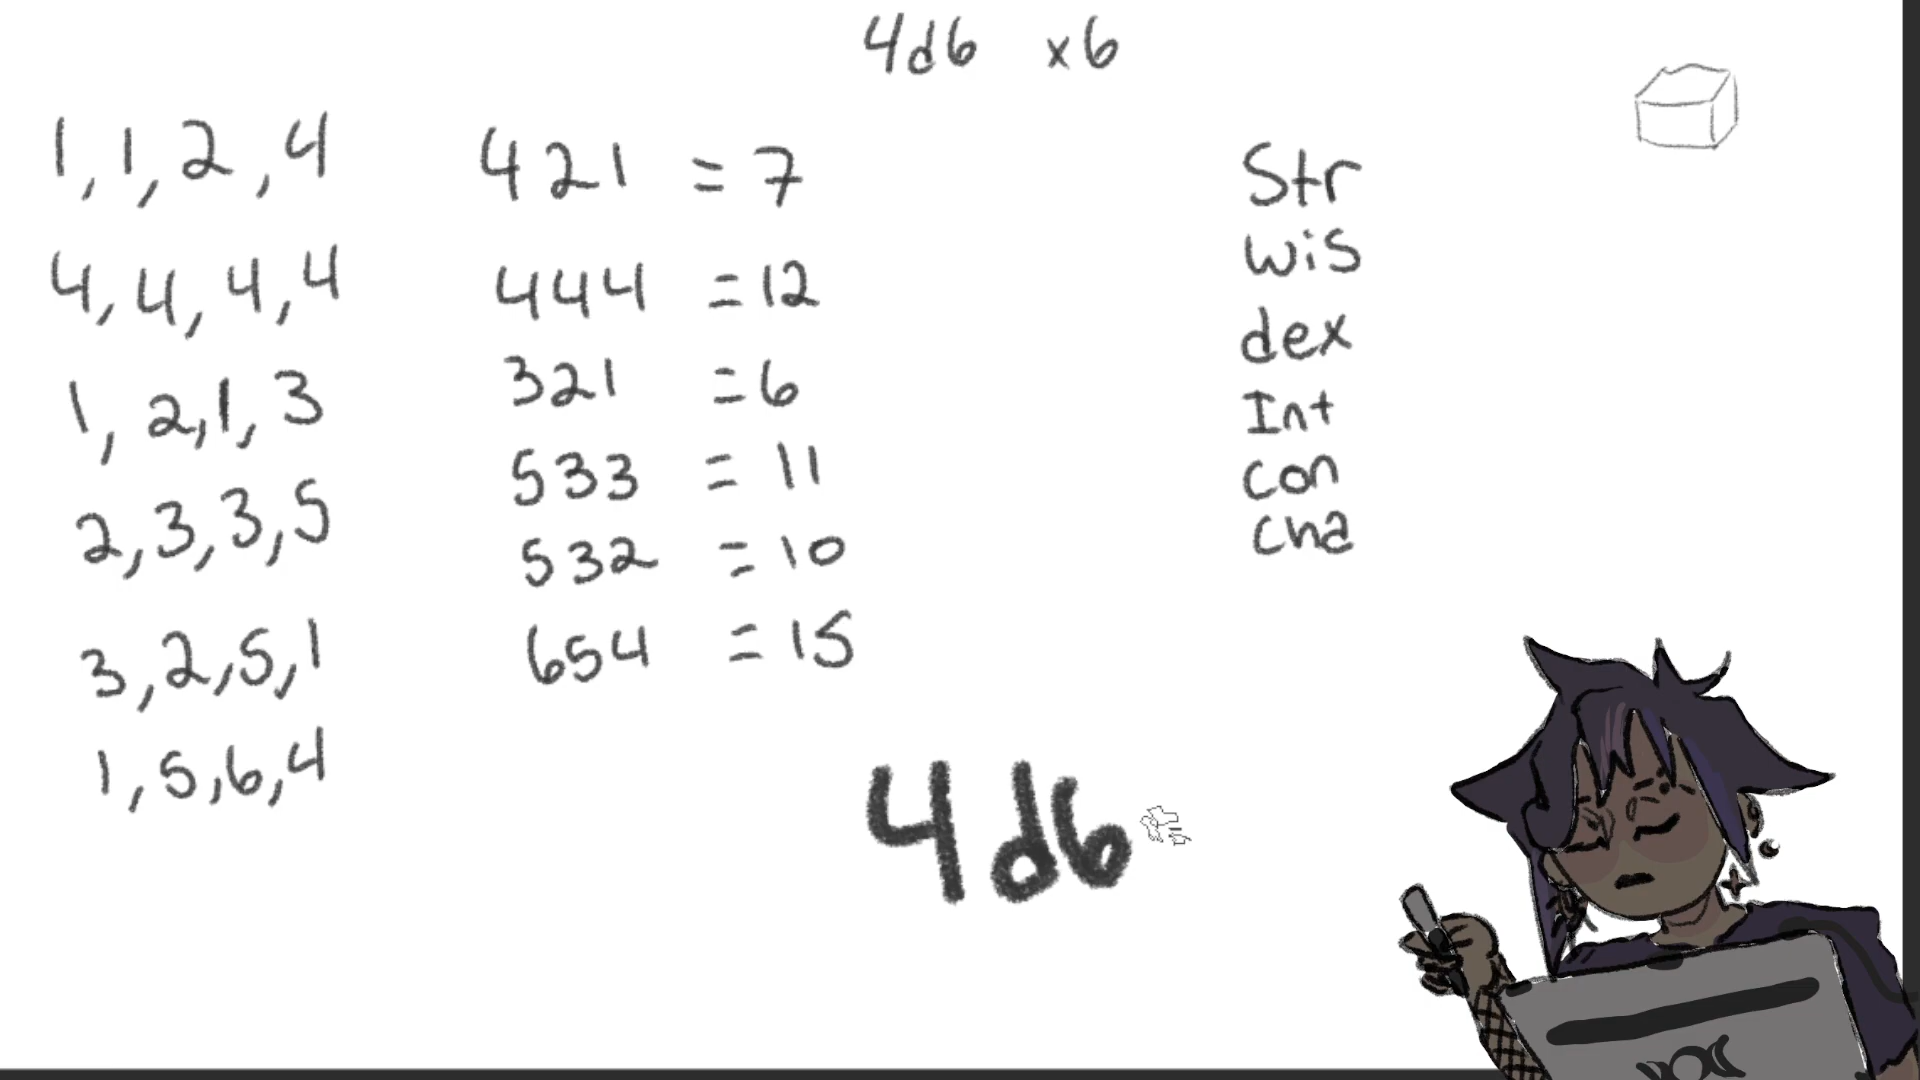 4d6 x6
1, 1, 2, 4
4, 4, 4, 4
1, 2, 1, 3
2, 3, 3, 5
3, 2, 5, 1
1, 5, 6, 4
421 = 7
444 = 12
321 = 6
533 = 11
532 = 10
654 = 15
Str
wis
dex
Int
con
cha
4d6